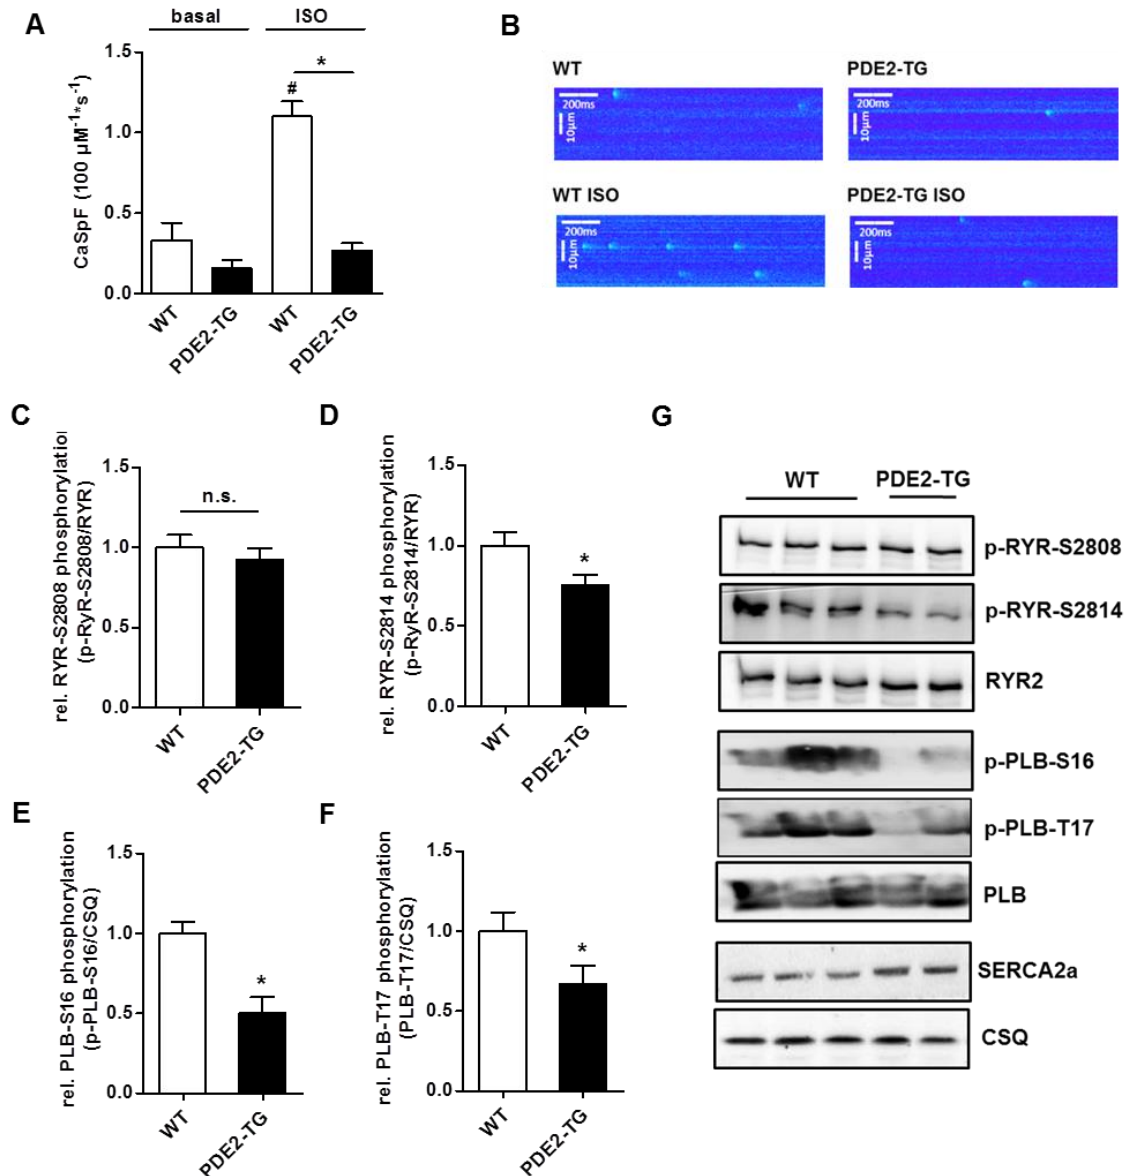 A
basal
ISO
CaSpF (100 µM⁻¹*s⁻¹)
1.5
1.0
0.5
0.0
#
*
WT
PDE2-TG
WT
PDE2-TG
B
WT
200ms
10µm
PDE2-TG
200ms
10µm
WT ISO
200ms
10µm
PDE2-TG ISO
200ms
10µm
C
rel. RYR-S2808 phosphorylation
(p-RyR-S2808/RYR)
1.5
1.0
0.5
0.0
n.s.
WT
PDE2-TG
D
rel. RYR-S2814 phosphorylation
(p-RyR-S2814/RYR)
1.5
1.0
0.5
0.0
*
WT
PDE2-TG
E
rel. PLB-S16 phosphorylation
(p-PLB-S16/CSQ)
1.5
1.0
0.5
0.0
*
WT
PDE2-TG
F
rel. PLB-T17 phosphorylation
(PLB-T17/CSQ)
1.5
1.0
0.5
0.0
*
WT
PDE2-TG
G
WT
PDE2-TG
p-RYR-S2808
p-RYR-S2814
RYR2
p-PLB-S16
p-PLB-T17
PLB
SERCA2a
CSQ